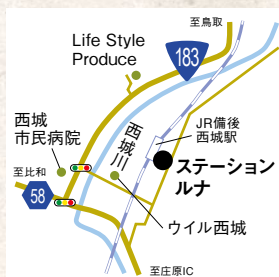 至鳥取
Life Style
Produce
183
JR備後
西城駅
西城
市民病院
西城川
ステーション
ルナ
至比和
58
ウイル西城
至庄原IC